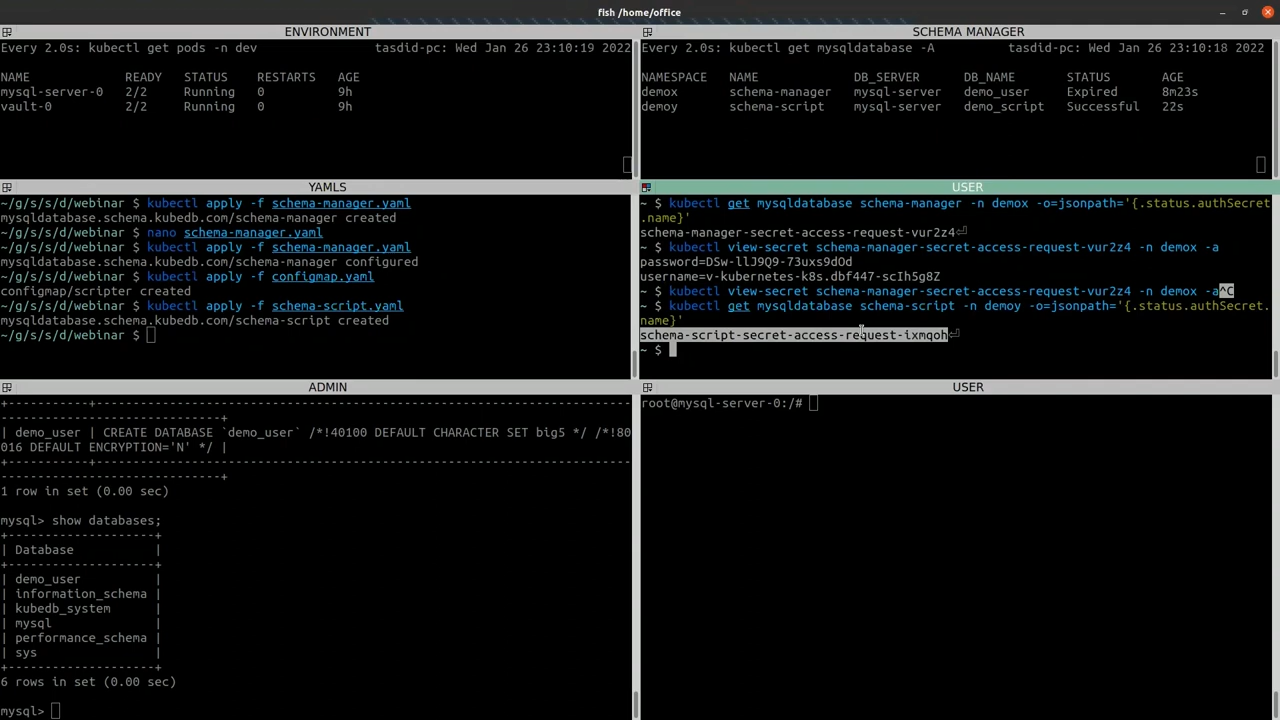 fish /home/office
ENVIRONMENT
Every 2.0s: kubectl get pods -n dev tasdid-pc: Wed Jan 26 23:10:19 2022
NAME READY STATUS RESTARTS AGE
mysql-server-0 2/2 Running 0 9h
vault-0 2/2 Running 0 9h
SCHEMA MANAGER
Every 2.0s: kubectl get mysqldatabase -A tasdid-pc: Wed Jan 26 23:10:18 2022
NAMESPACE NAME DB_SERVER DB_NAME STATUS AGE
demox schema-manager mysql-server demo_user Expired 8m23s
demoy schema-script mysql-server demo_script Successful 22s
YAMLS
~/g/s/s/d/webinar $ kubectl apply -f schema-manager.yaml
mysqldatabase.schema.kubedb.com/schema-manager created
~/g/s/s/d/webinar $ nano schema-manager.yaml
~/g/s/s/d/webinar $ kubectl apply -f schema-manager.yaml
mysqldatabase.schema.kubedb.com/schema-manager configured
~/g/s/s/d/webinar $ kubectl apply -f configmap.yaml
configmap/scripter created
~/g/s/s/d/webinar $ kubectl apply -f schema-script.yaml
mysqldatabase.schema.kubedb.com/schema-script created
~/g/s/s/d/webinar $
USER
~ $ kubectl get mysqldatabase schema-manager -n demox -o=jsonpath='{.status.authSecret
.name}'
schema-manager-secret-access-request-vur2z4⏎
~ $ kubectl view-secret schema-manager-secret-access-request-vur2z4 -n demox -a
password=DSw-llJ9Q9-73uxs9dOd
username=v-kubernetes-k8s.dbf447-scIh5g8Z
~ $ kubectl view-secret schema-manager-secret-access-request-vur2z4 -n demox -a^C
~ $ kubectl get mysqldatabase schema-script -n demoy -o=jsonpath='{.status.authSecret.
name}'
schema-script-secret-access-request-ixmqoh⏎
~ $
ADMIN
+-----------+---------------------------------------------------------------------------
------------------------------+
| demo_user | CREATE DATABASE `demo_user` /*!40100 DEFAULT CHARACTER SET big5 */ /*!80
016 DEFAULT ENCRYPTION='N' */ |
+-----------+---------------------------------------------------------------------------
------------------------------+
1 row in set (0.00 sec)
mysql> show databases;
+--------------------+
| Database |
+--------------------+
| demo_user |
| information_schema |
| kubedb_system |
| mysql |
| performance_schema |
| sys |
+--------------------+
6 rows in set (0.00 sec)
mysql>
USER
root@mysql-server-0:/#